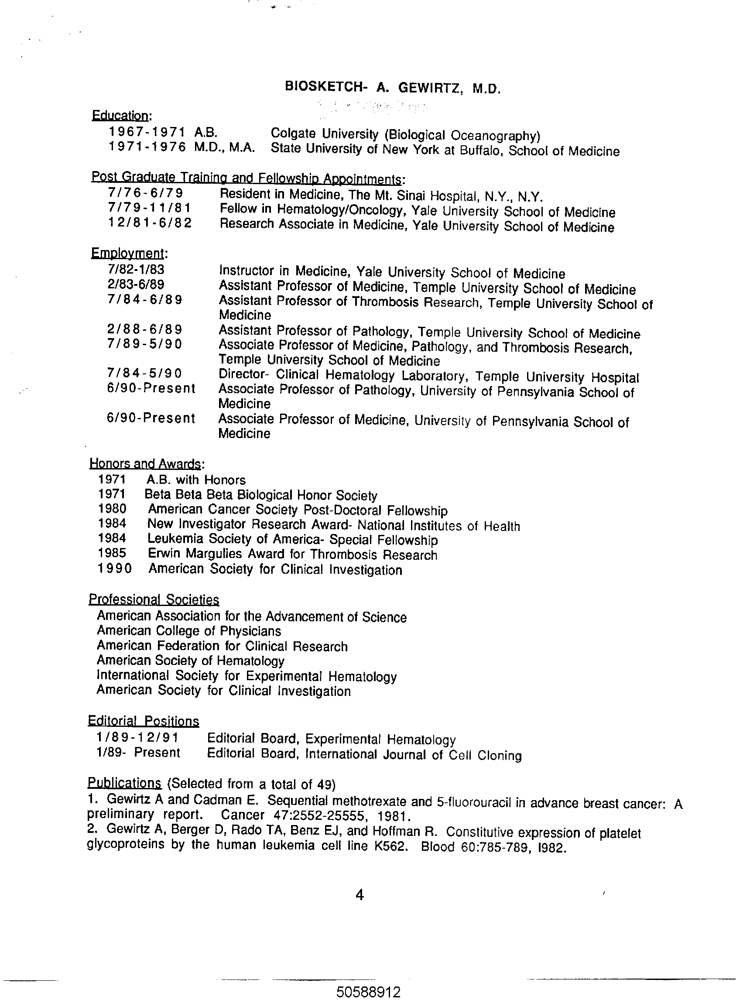 BIOSKETCH- A. GEWIRTZ, M.D.
Education:
1967-1971 A.B. Colgate University (Biological Oceanography)
1971-1976 M.D., M.A. State University of New York at Buffalo, School of Medicine
Post Graduate Training and Fellowship Appointments:
7/76-6/79 Resident in Medicine, The Mt. Sinai Hospital, N.Y., N.Y.
7/79-11/81 Fellow in Hematology/Oncology, Yale University School of Medicine
12/81-6/82 Research Associate in Medicine, Yale University School of Medicine
Employment:
7/82-1/83 Instructor in Medicine, Yale University School of Medicine
2/83-6/89 Assistant Professor of Medicine, Temple University School of Medicine
7/84-6/89 Assistant Professor of Thrombosis Research, Temple University School of
Medicine
2/88-6/89 Assistant Professor of Pathology, Temple University School of Medicine
7/89-5/90 Associate Professor of Medicine, Pathology, and Thrombosis Research,
Temple University School of Medicine
7/84-5/90 Director- Clinical Hematology Laboratory, Temple University Hospital
6/90-Present Associate Professor of Pathology, University of Pennsylvania School of
Medicine
6/90-Present Associate Professor of Medicine, University of Pennsylvania School of
Medicine
Honors and Awards:
1971 A.B. with Honors
1971 Beta Beta Beta Biological Honor Society
1980 American Cancer Society Post-Doctoral Fellowship
1984 New Investigator Research Award- National Institutes of Health
1984 Leukemia Society of America- Special Fellowship
1985 Erwin Margulies Award for Thrombosis Research
1990 American Society for Clinical Investigation
Professional Societies
American Association for the Advancement of Science
American College of Physicians
American Federation for Clinical Research
American Society of Hematology
International Society for Experimental Hematology
American Society for Clinical Investigation
Editorial Positions
1/89-12/91 Editorial Board, Experimental Hematology
1/89- Present Editorial Board, International Journal of Cell Cloning
Publications (Selected from a total of 49)
1. Gewirtz A and Cadman E. Sequential methotrexate and 5-fluorouracil in advance breast cancer: A
preliminary report. Cancer 47:2552-25555, 1981.
2. Gewirtz A, Berger D, Rado TA, Benz EJ, and Hoffman R. Constitutive expression of platelet
glycoproteins by the human leukemia cell line K562. Blood 60:785-789, l982.
4
50588912